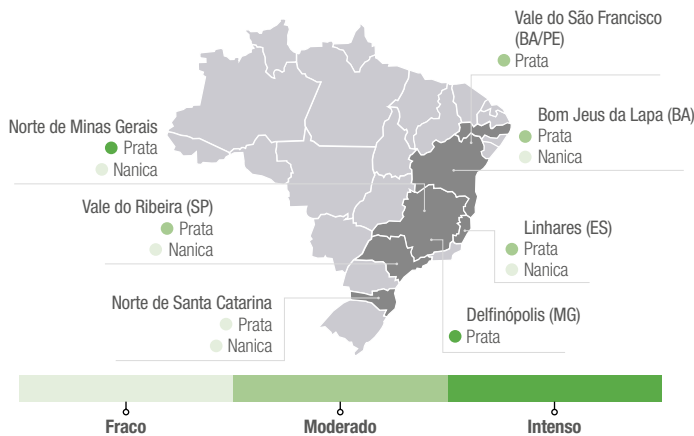 Vale do São Francisco
(BA/PE)
Prata
Bom Jeus da Lapa (BA)
Prata
Nanica
Norte de Minas Gerais
Prata
Nanica
Vale do Ribeira (SP)
Prata
Nanica
Linhares (ES)
Prata
Nanica
Norte de Santa Catarina
Prata
Nanica
Delfinópolis (MG)
Prata
Fraco
Moderado
Intenso